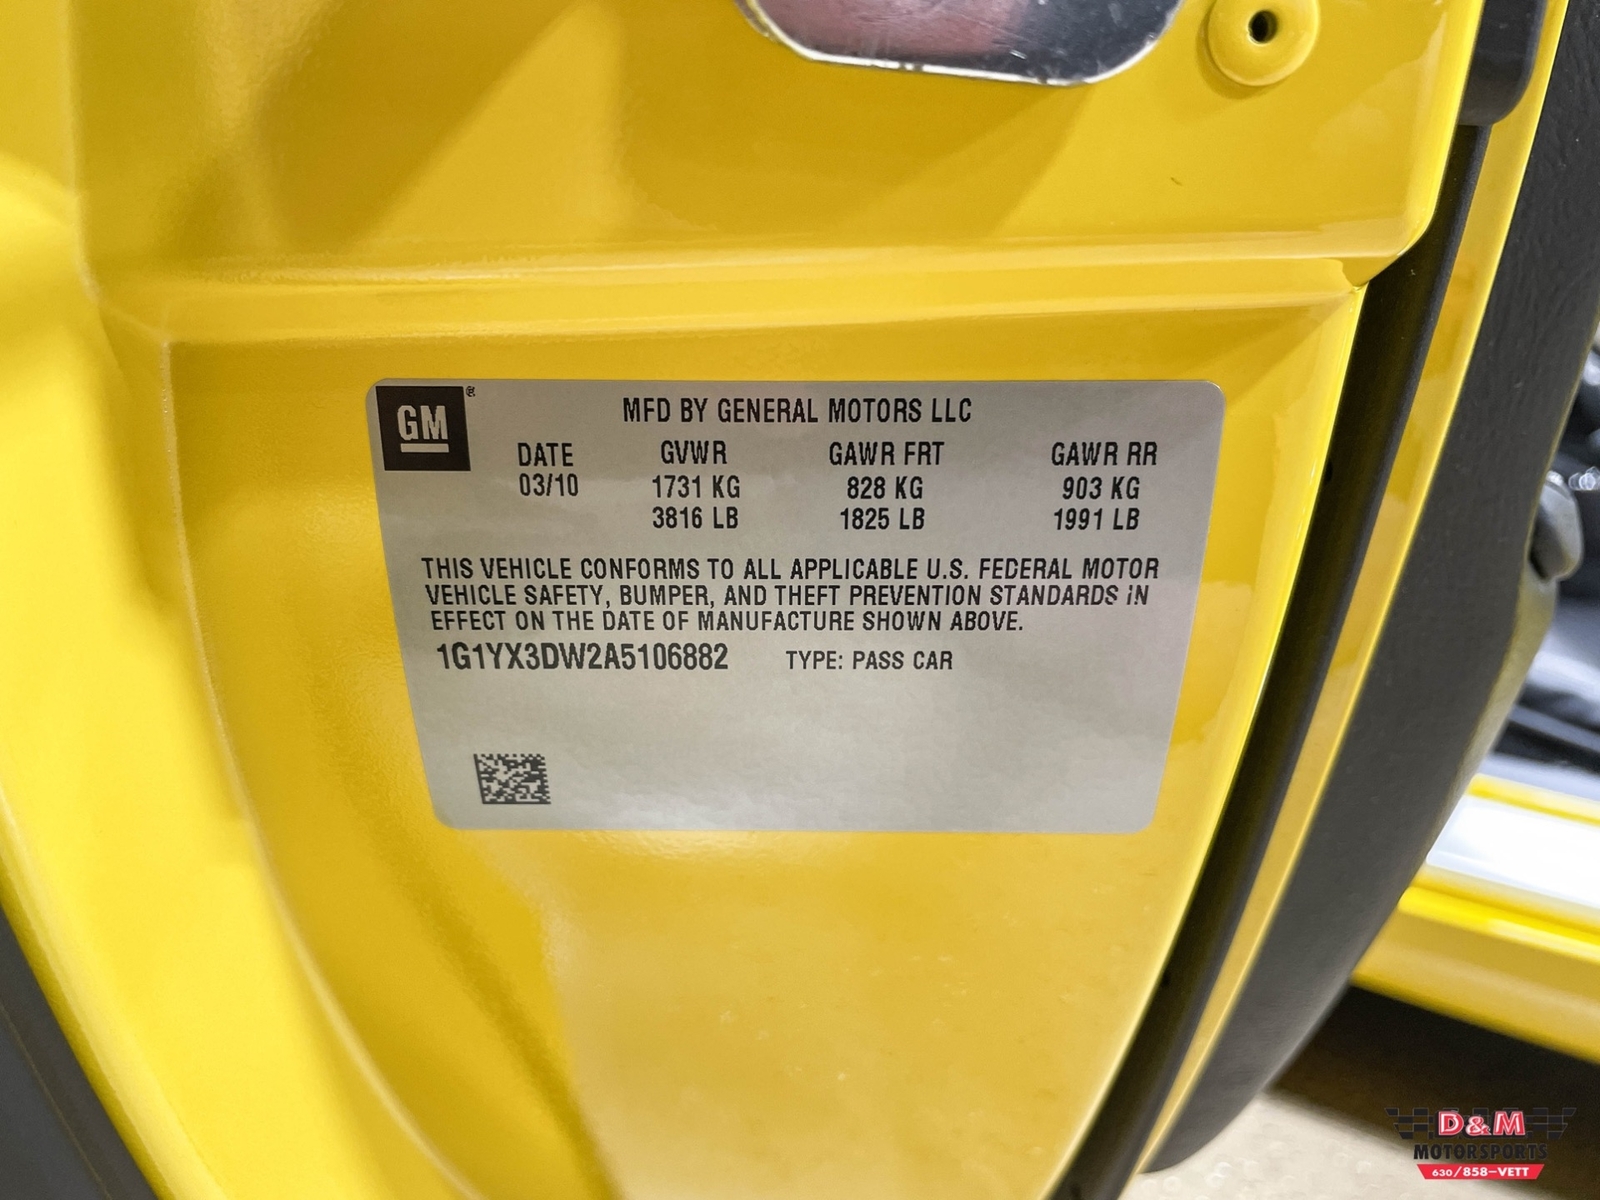 GM ®
MFD BY GENERAL MOTORS LLC
DATE GVWR GAWR FRT GAWR RR
03/10 1731 KG 828 KG 903 KG
3816 LB 1825 LB 1991 LB
THIS VEHICLE CONFORMS TO ALL APPLICABLE U.S. FEDERAL MOTOR
VEHICLE SAFETY, BUMPER, AND THEFT PREVENTION STANDARDS IN
EFFECT ON THE DATE OF MANUFACTURE SHOWN ABOVE.
1G1YX3DW2A5106882 TYPE: PASS CAR
D&M
MOTORSPORTS
630/858-VETT